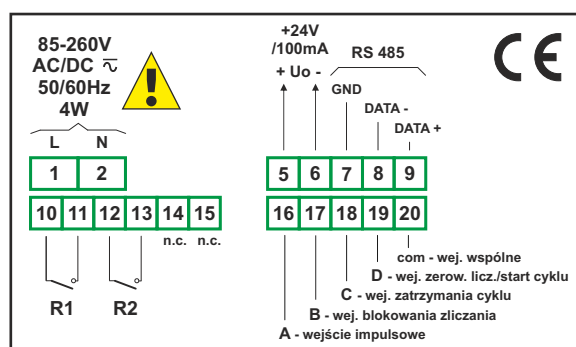 85-260V
AC/DC
50/60Hz
4W
L N
+24V
/100mA
+ Uo -
RS 485
GND
DATA -
DATA +
CE
1 2
5 6 7 8 9
10 11 12 13 14 15
16 17 18 19 20
n.c. n.c.
R1 R2
com - wej. wspólne
D - wej. zerow. licz./start cyklu
C - wej. zatrzymania cyklu
B - wej. blokowania zliczania
A - wejście impulsowe